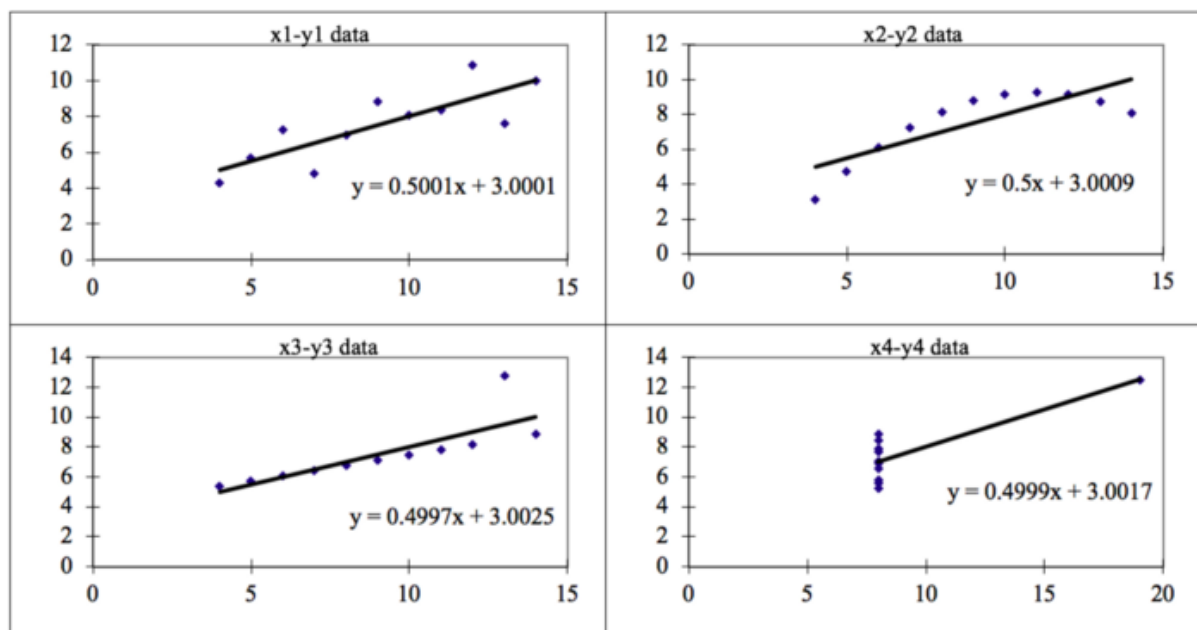 x1-y1 data
12
10
8
6
4
2
0
0 5 10 15
y = 0.5001x + 3.0001
x2-y2 data
12
10
8
6
4
2
0
0 5 10 15
y = 0.5x + 3.0009
x3-y3 data
14
12
10
8
6
4
2
0
0 5 10 15
y = 0.4997x + 3.0025
x4-y4 data
14
12
10
8
6
4
2
0
0 5 10 15 20
y = 0.4999x + 3.0017